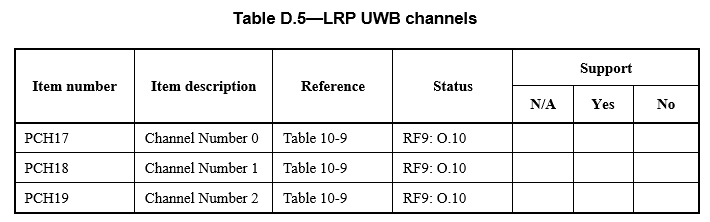 Table D.5—LRP UWB channels
Item number Item description Reference Status Support
N/A Yes No
PCH17 Channel Number 0 Table 10-9 RF9: O.10
PCH18 Channel Number 1 Table 10-9 RF9: O.10
PCH19 Channel Number 2 Table 10-9 RF9: O.10